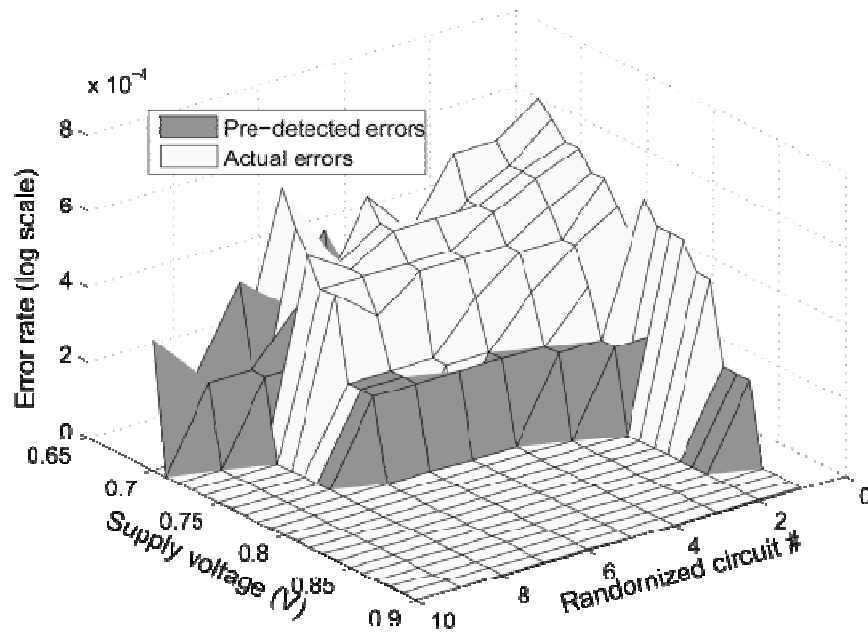 x 10⁻⁴
8
6
4
2
0
Error rate (log scale)
Pre-detected errors
Actual errors
0.65
0.7
0.75
0.8
0.85
0.9
Supply voltage (V)
10
8
6
4
2
0
Randomized circuit #